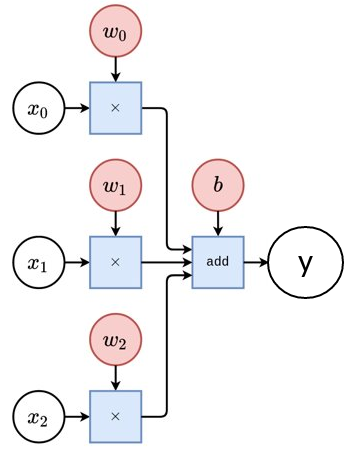 w₀
x₀
×
w₁
b
x₁
×
add
y
w₂
x₂
×